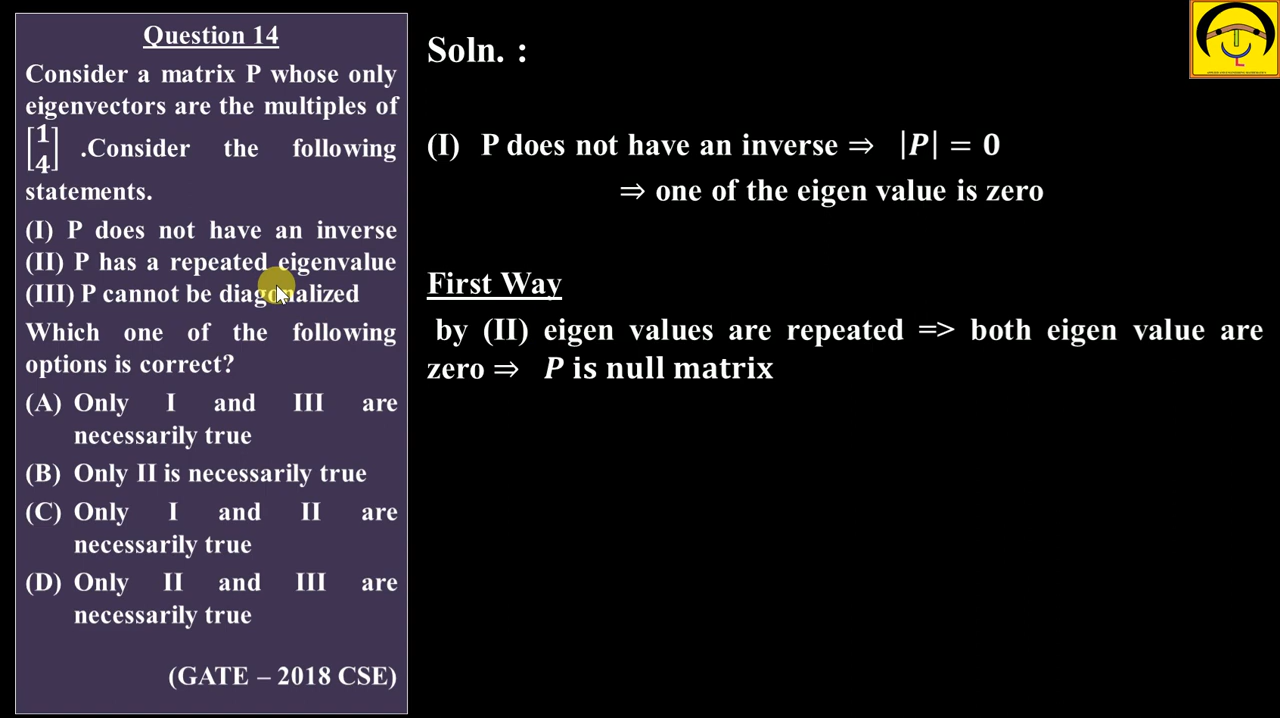 Question 14
Consider a matrix P whose only
eigenvectors are the multiples of
[1 4] .Consider the following
statements.
(I) P does not have an inverse
(II) P has a repeated eigenvalue
(III) P cannot be diagonalized
Which one of the following
options is correct?
(A) Only I and III are
necessarily true
(B) Only II is necessarily true
(C) Only I and II are
necessarily true
(D) Only II and III are
necessarily true
(GATE – 2018 CSE)
Soln. :
(I) P does not have an inverse ⇒ |P| = 0
⇒ one of the eigen value is zero
First Way
by (II) eigen values are repeated => both eigen value are
zero ⇒ P is null matrix